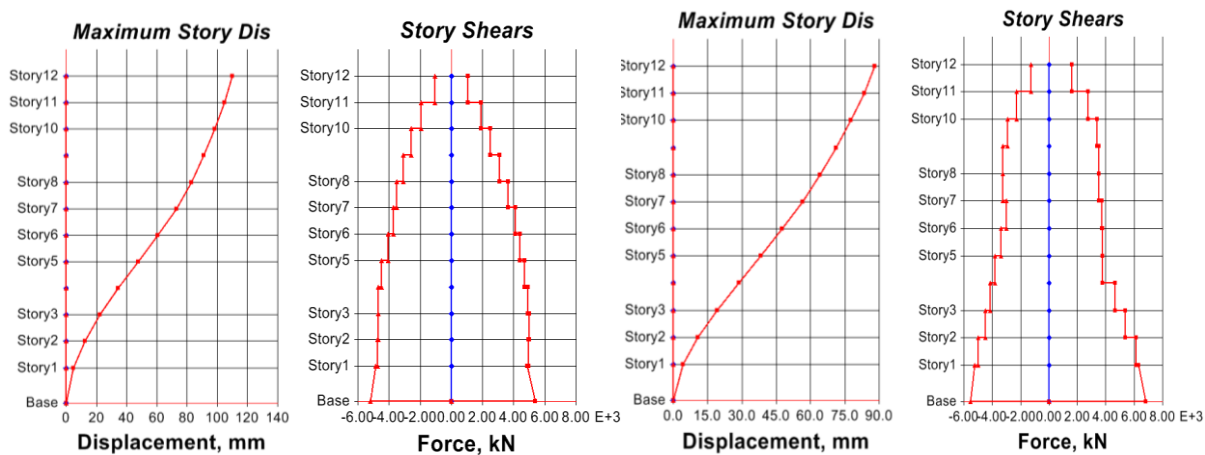 Maximum Story Dis
Story12
Story11
Story10
Story8
Story7
Story6
Story5
Story3
Story2
Story1
Base
0 20 40 60 80 100 120 140
Displacement, mm
Story Shears
Story12
Story11
Story10
Story8
Story7
Story6
Story5
Story3
Story2
Story1
Base
-6.00-4.00-2.000.00 2.00 4.00 6.00 8.00 E+3
Force, kN
Maximum Story Dis
Story12
Story11
Story10
Story8
Story7
Story6
Story5
Story3
Story2
Story1
Base
0.0 15.0 30.0 45.0 60.0 75.0 90.0
Displacement, mm
Story Shears
Story12
Story11
Story10
Story8
Story7
Story6
Story5
Story3
Story2
Story1
Base
-6.00-4.00-2.000.00 2.00 4.00 6.00 8.00 E+3
Force, kN